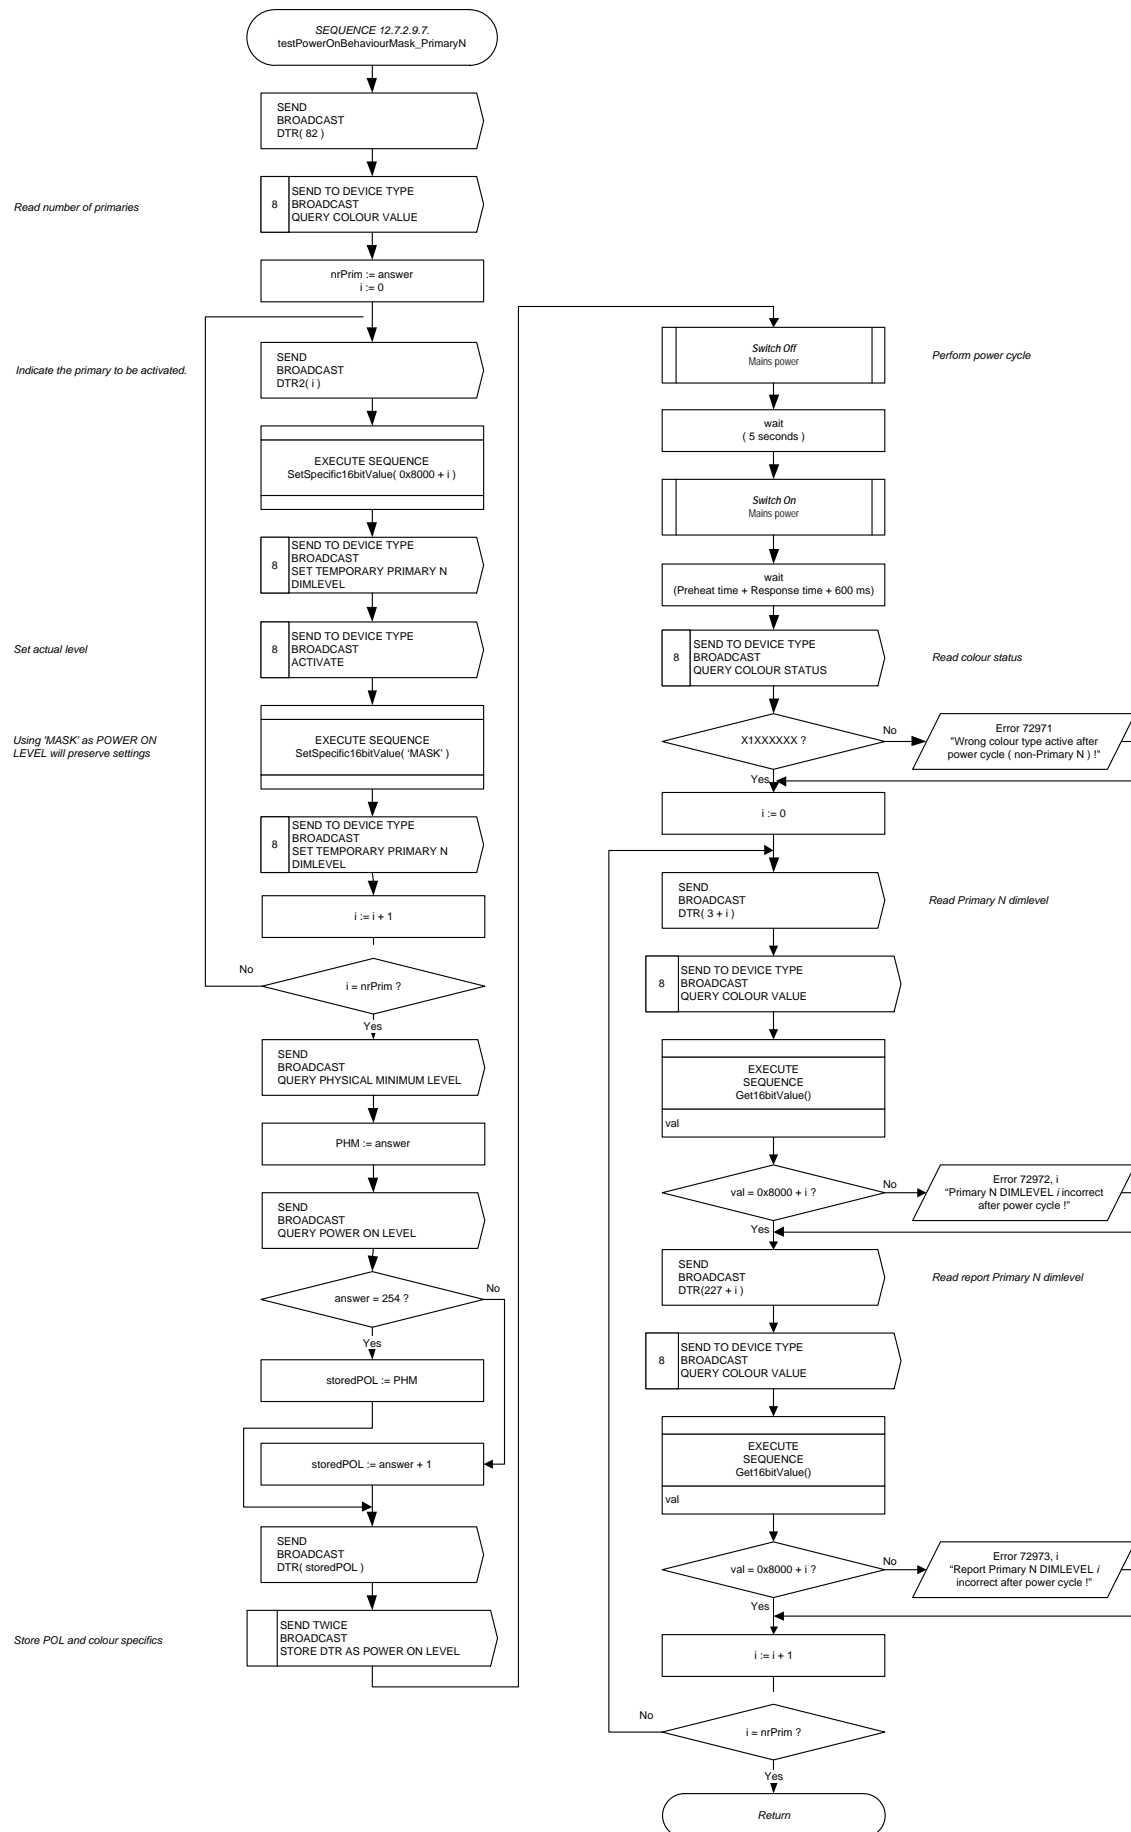 SEQUENCE 12.7.2.9.7.
testPowerOnBehaviourMask_PrimaryN
SEND
BROADCAST
DTR( 82 )
Read number of primaries
8
SEND TO DEVICE TYPE
BROADCAST
QUERY COLOUR VALUE
nrPrim := answer
i := 0
Indicate the primary to be activated.
SEND
BROADCAST
DTR2( i )
EXECUTE SEQUENCE
SetSpecific16bitValue( 0x8000 + i )
8
SEND TO DEVICE TYPE
BROADCAST
SET TEMPORARY PRIMARY N
DIMLEVEL
Set actual level
8
SEND TO DEVICE TYPE
BROADCAST
ACTIVATE
Using 'MASK' as POWER ON
LEVEL will preserve settings
EXECUTE SEQUENCE
SetSpecific16bitValue( ‘MASK’ )
8
SEND TO DEVICE TYPE
BROADCAST
SET TEMPORARY PRIMARY N
DIMLEVEL
i := i + 1
No
i = nrPrim ?
Yes
SEND
BROADCAST
QUERY PHYSICAL MINIMUM LEVEL
PHM := answer
SEND
BROADCAST
QUERY POWER ON LEVEL
answer = 254 ?
No
Yes
storedPOL := PHM
storedPOL := answer + 1
SEND
BROADCAST
DTR( storedPOL )
Store POL and colour specifics
SEND TWICE
BROADCAST
STORE DTR AS POWER ON LEVEL
Switch Off
Mains power
Perform power cycle
wait
( 5 seconds )
Switch On
Mains power
wait
(Preheat time + Response time + 600 ms)
8
SEND TO DEVICE TYPE
BROADCAST
QUERY COLOUR STATUS
Read colour status
X1XXXXXX ?
No
Error 72971
"Wrong colour type active after
power cycle ( non-Primary N ) !"
Yes
i := 0
SEND
BROADCAST
DTR( 3 + i )
Read Primary N dimlevel
8
SEND TO DEVICE TYPE
BROADCAST
QUERY COLOUR VALUE
EXECUTE
SEQUENCE
Get16bitValue()
val
val = 0x8000 + i ?
No
Error 72972, i
“Primary N DIMLEVEL i incorrect
after power cycle !”
Yes
SEND
BROADCAST
DTR(227 + i )
Read report Primary N dimlevel
8
SEND TO DEVICE TYPE
BROADCAST
QUERY COLOUR VALUE
EXECUTE
SEQUENCE
Get16bitValue()
val
val = 0x8000 + i ?
No
Error 72973, i
“Report Primary N DIMLEVEL i
incorrect after power cycle !”
Yes
i := i + 1
No
i = nrPrim ?
Yes
Return